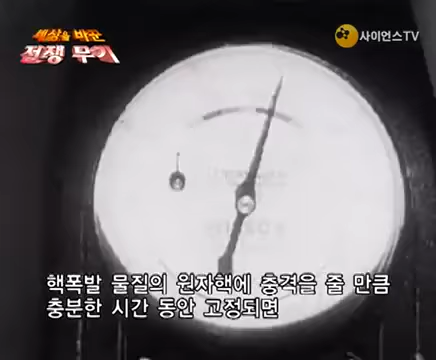 세상을 바꾼
전쟁 무기
사이언스TV
핵폭발 물질의 원자핵에 충격을 줄 만큼
충분한 시간 동안 고정되면